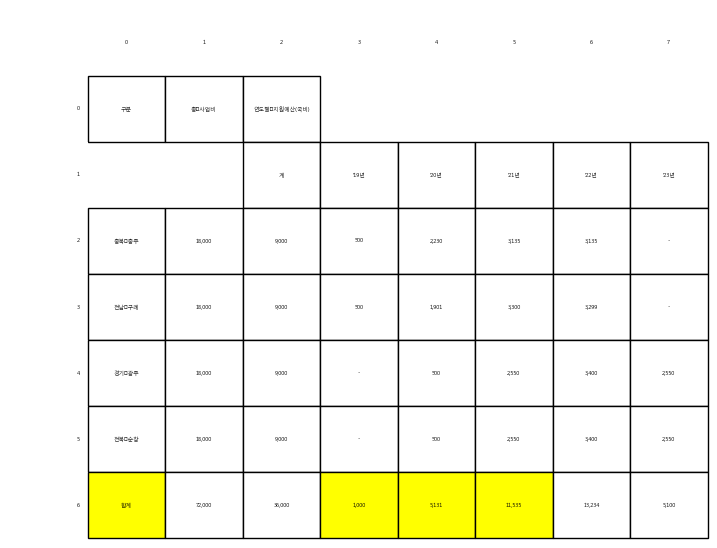 0 1 2 3 4 5 6 7
0 구분 총□사업비 년도별□지원예산(국비)
1 계 '19년 '20년 '21년 '22년 '23년
2 충북□충주 18,000 9,000 500 2,230 3,135 3,135 -
3 전남□구례 18,000 9,000 500 1,901 3,300 3,299 -
4 경기□광주 18,000 9,000 - 500 2,550 3,400 2,550
5 전북□순창 18,000 9,000 - 500 2,550 3,400 2,550
6 합계 72,000 36,000 1,000 5,131 11,535 13,234 5,100